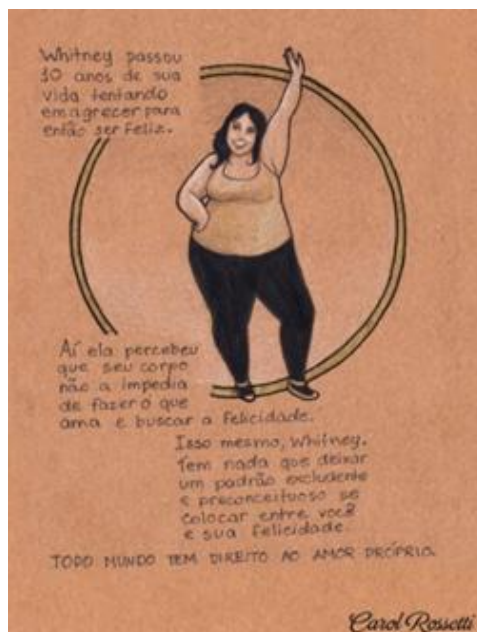 Whitney passou
10 anos de sua
vida tentando
emagrecer para
então ser feliz.
Aí ela percebeu
que seu corpo
não a impedia
de fazer o que
ama e buscar a felicidade.
Isso mesmo, Whitney.
Tem nada que deixar
um padrão excludente
e preconceituoso se
colocar entre você
e sua felicidade.
TODO MUNDO TEM DIREITO AO AMOR PRÓPRIO.
Carol Rossetti